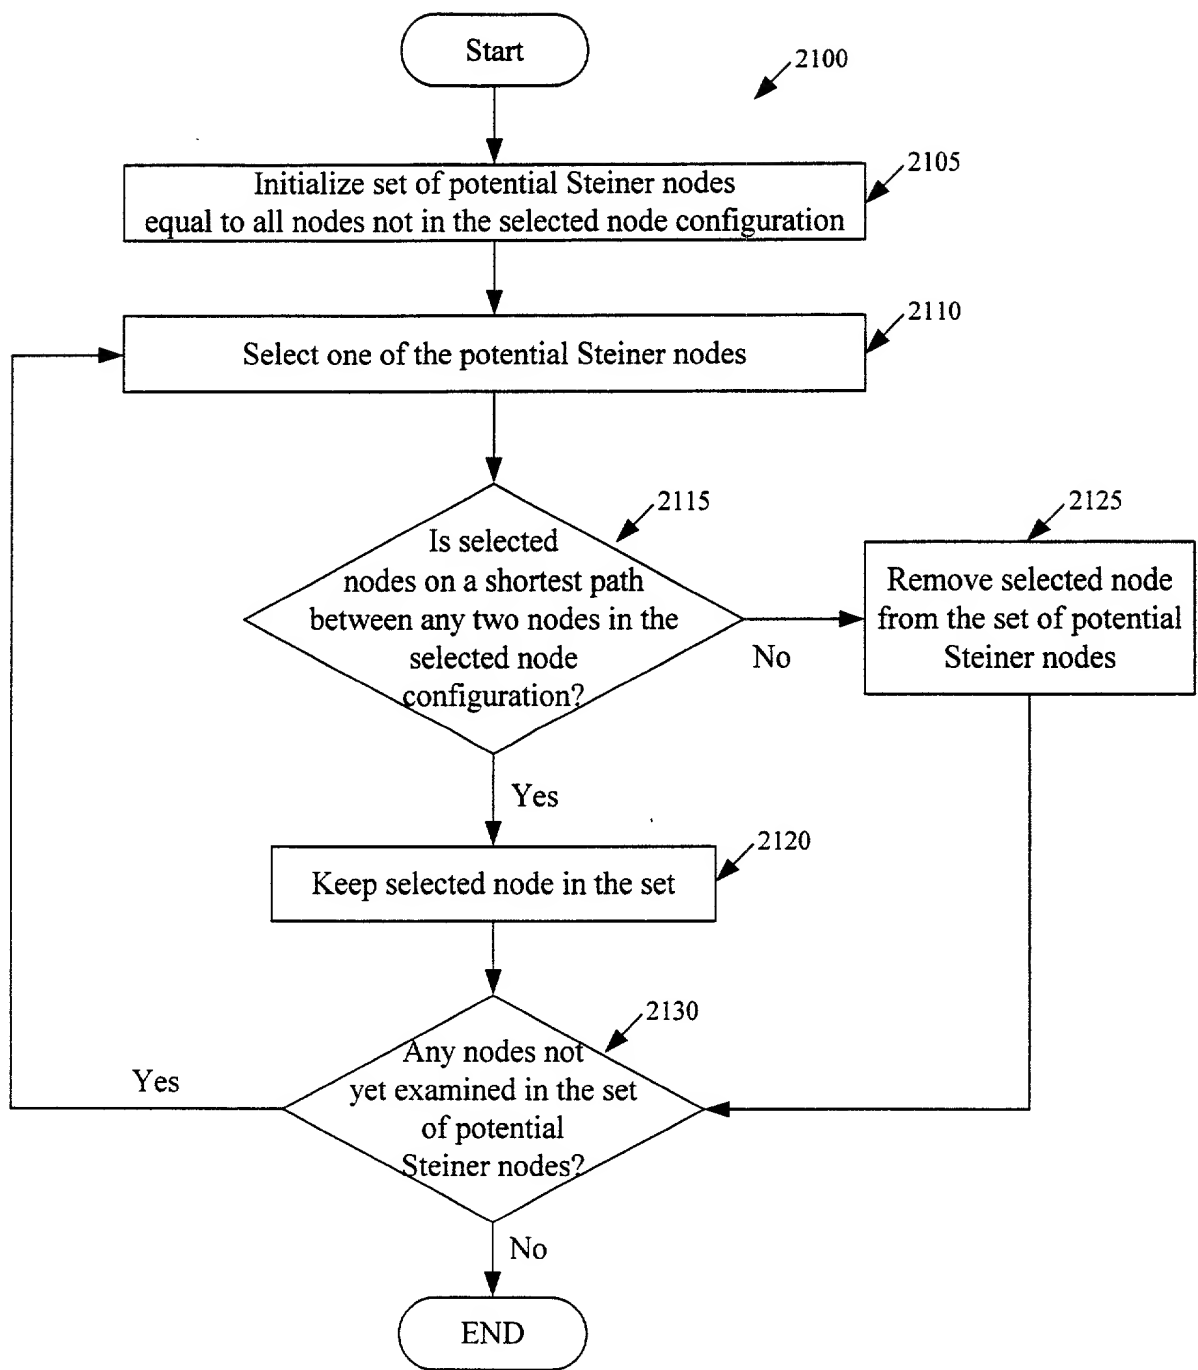 Start
2100
2105
Initialize set of potential Steiner nodes
equal to all nodes not in the selected node configuration
2110
Select one of the potential Steiner nodes
2115
Is selected
nodes on a shortest path
between any two nodes in the
selected node
configuration?
No
2125
Remove selected node
from the set of potential
Steiner nodes
Yes
2120
Keep selected node in the set
2130
Any nodes not
yet examined in the set
of potential
Steiner nodes?
Yes
No
END